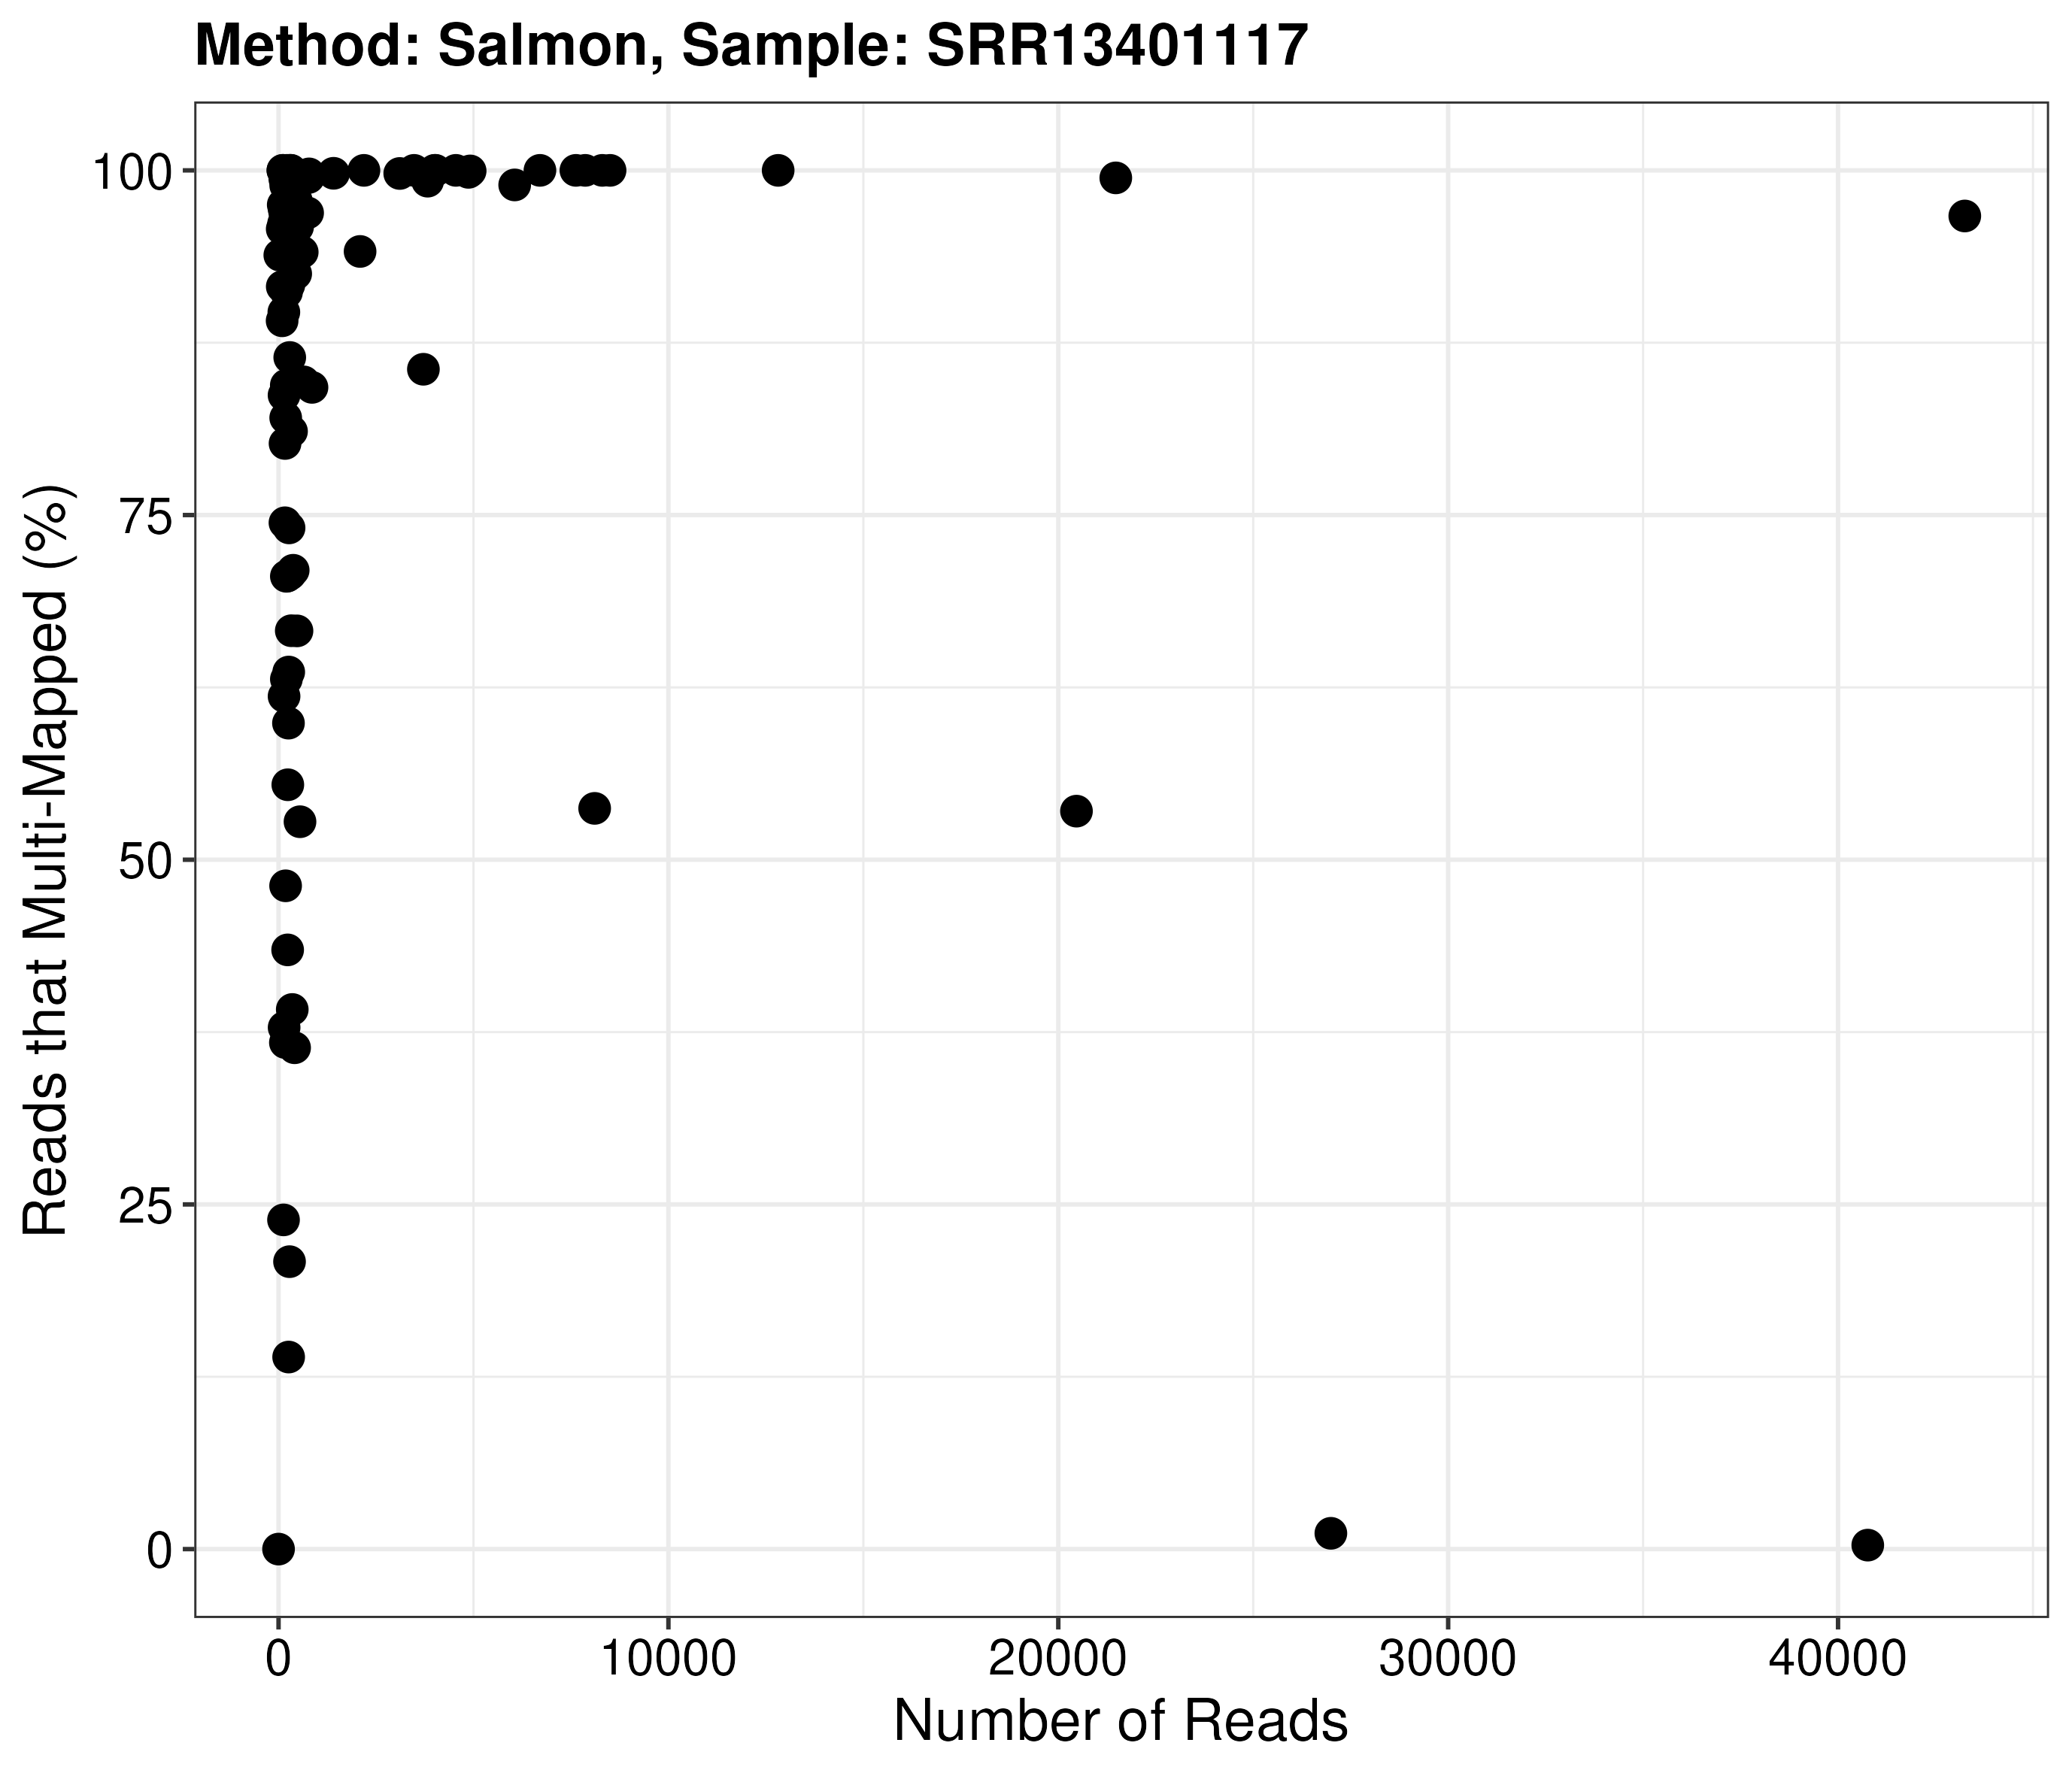 Method: Salmon, Sample: SRR13401117
Reads that Multi-Mapped (%)
100
75
50
25
0
0 10000 20000 30000 40000
Number of Reads